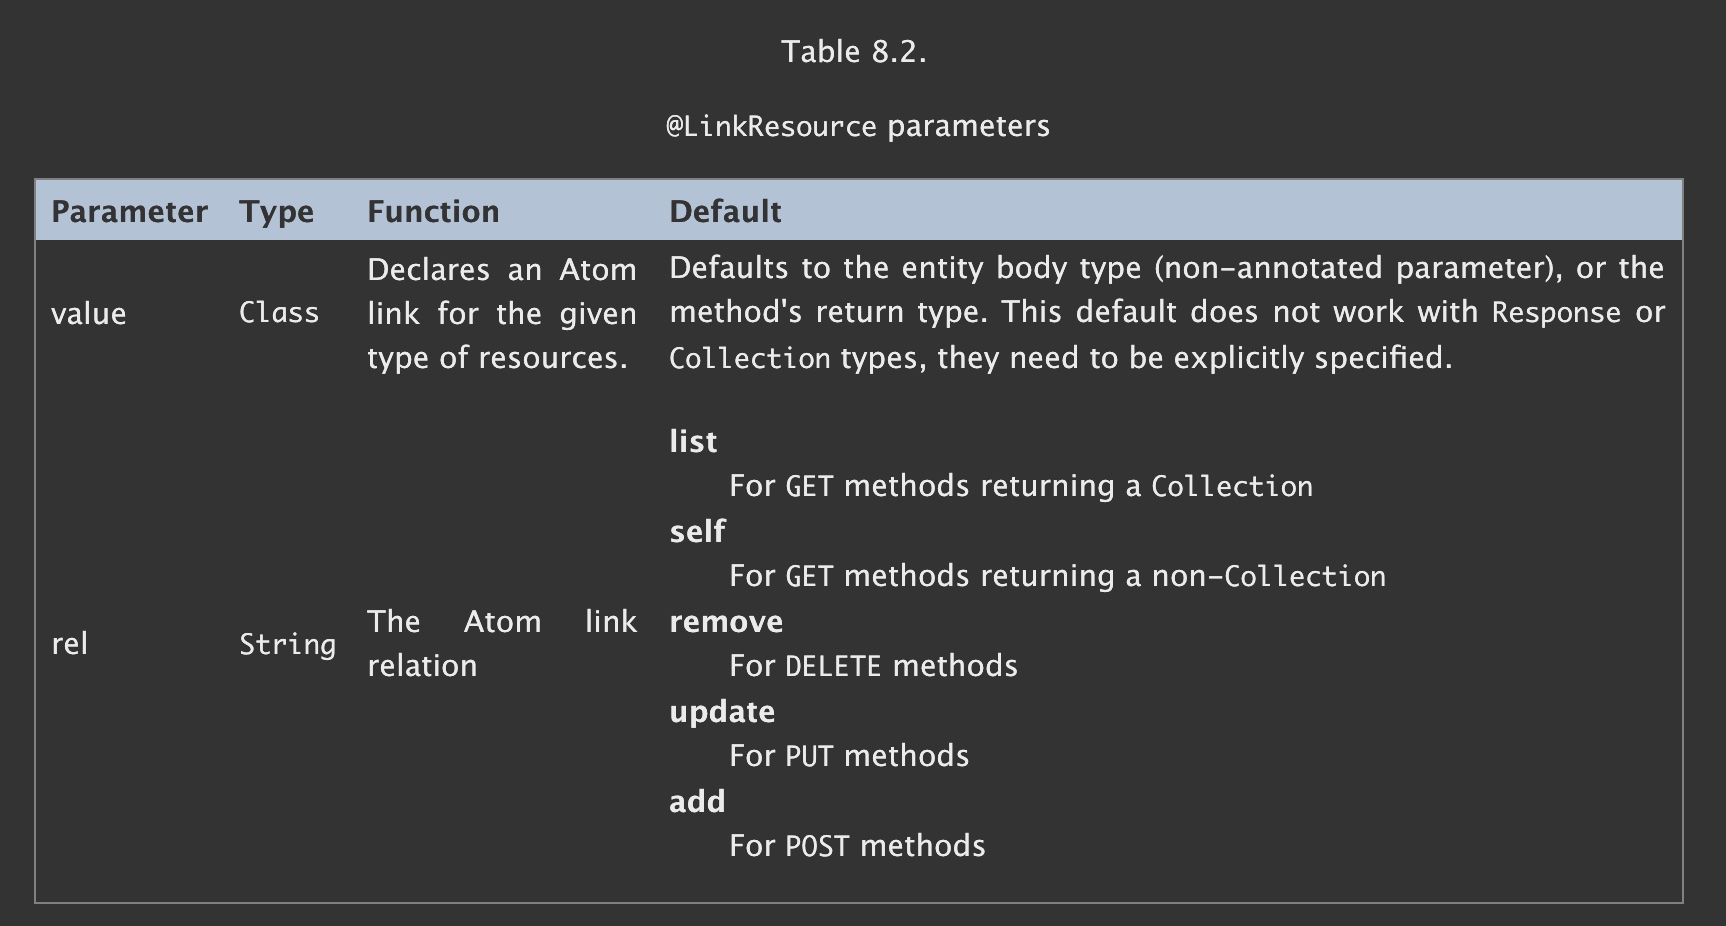 Table 8.2.
@LinkResource parameters
Parameter Type Function Default
value
Class
Declares an Atom
link for the given
type of resources.
Defaults to the entity body type (non-annotated parameter), or the
method's return type. This default does not work with Response or
Collection types, they need to be explicitly specified.
rel
String
The Atom link
relation
list
For GET methods returning a Collection
self
For GET methods returning a non-Collection
remove
For DELETE methods
update
For PUT methods
add
For POST methods